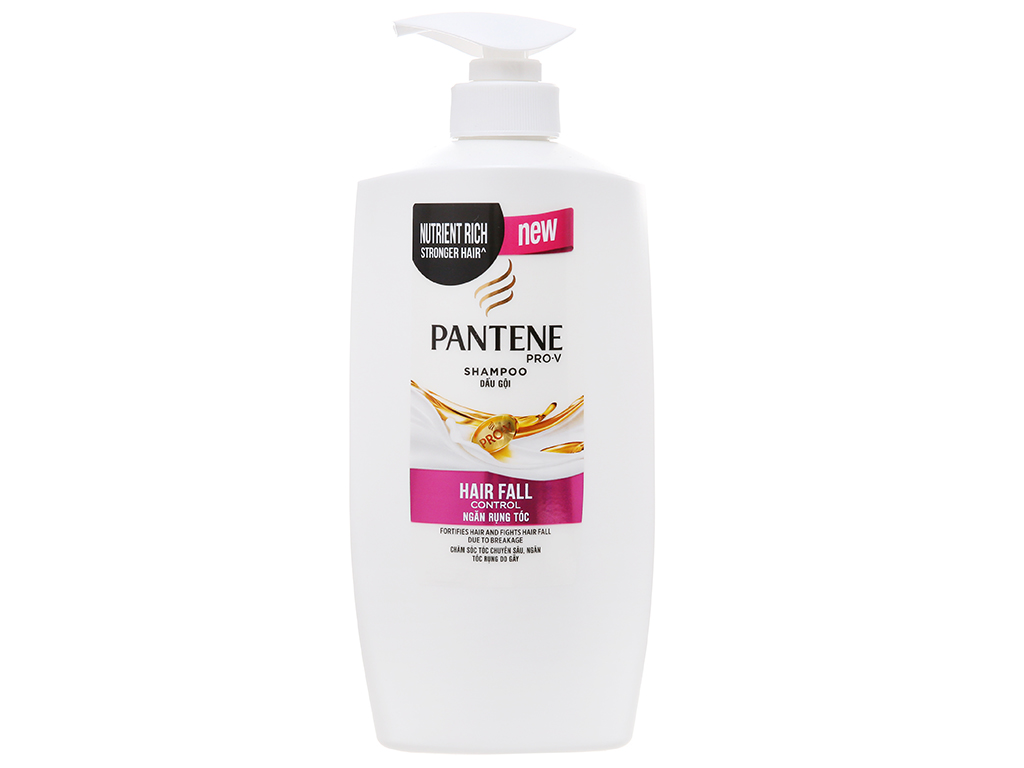 NUTRIENT RICH
STRONGER HAIR^
new
PANTENE
PRO-V
SHAMPOO
DẦU GỘI
PRO-V
HAIR FALL
CONTROL
NGĂN RỤNG TÓC
FORTIFIES HAIR AND FIGHTS HAIR FALL
DUE TO BREAKAGE
CHĂM SÓC TÓC CHUYÊN SÂU, NGĂN
TÓC RỤNG DO GÃY